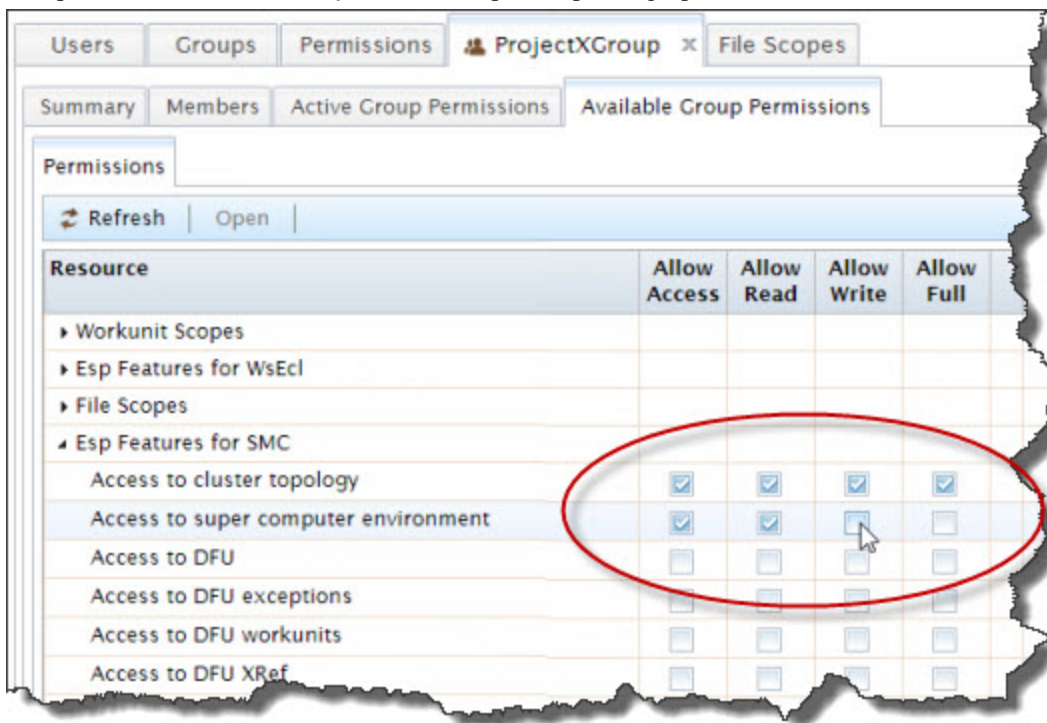 Users Groups Permissions ProjectXGroup x File Scopes
Summary Members Active Group Permissions Available Group Permissions
Permissions
Refresh | Open |
Resource Allow Access Allow Read Allow Write Allow Full
Workunit Scopes
Esp Features for WsEcl
File Scopes
Esp Features for SMC
Access to cluster topology
Access to super computer environment
Access to DFU
Access to DFU exceptions
Access to DFU workunits
Access to DFU XRef